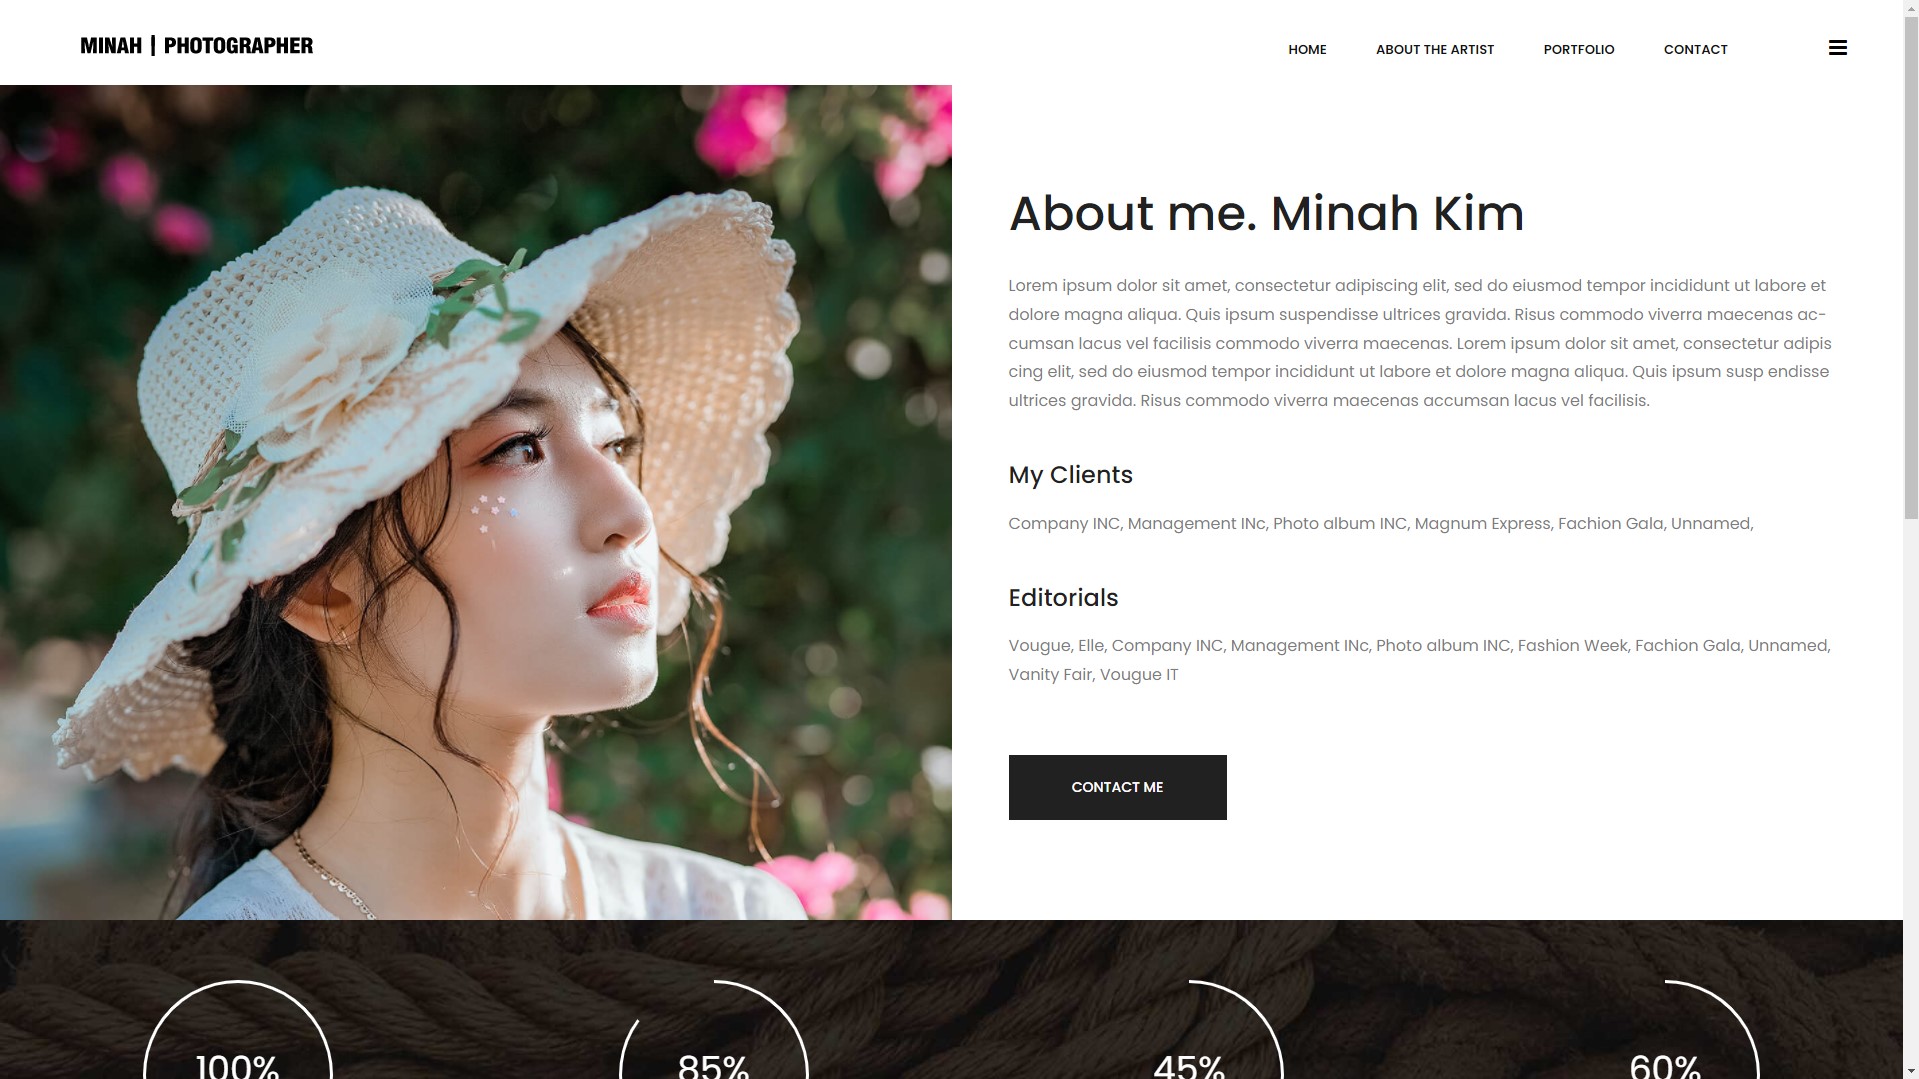 MINAH | PHOTOGRAPHER
HOME
ABOUT THE ARTIST
PORTFOLIO
CONTACT
About me. Minah Kim
Lorem ipsum dolor sit amet, consectetur adipiscing elit, sed do eiusmod tempor incididunt ut labore et
dolore magna aliqua. Quis ipsum suspendisse ultrices gravida. Risus commodo viverra maecenas ac-
cumsan lacus vel facilisis commodo viverra maecenas. Lorem ipsum dolor sit amet, consectetur adipis
cing elit, sed do eiusmod tempor incididunt ut labore et dolore magna aliqua. Quis ipsum susp endisse
ultrices gravida. Risus commodo viverra maecenas accumsan lacus vel facilisis.
My Clients
Company INC, Management INc, Photo album INC, Magnum Express, Fachion Gala, Unnamed,
Editorials
Vougue, Elle, Company INC, Management INc, Photo album INC, Fashion Week, Fachion Gala, Unnamed,
Vanity Fair, Vougue IT
CONTACT ME
100%
85%
45%
60%